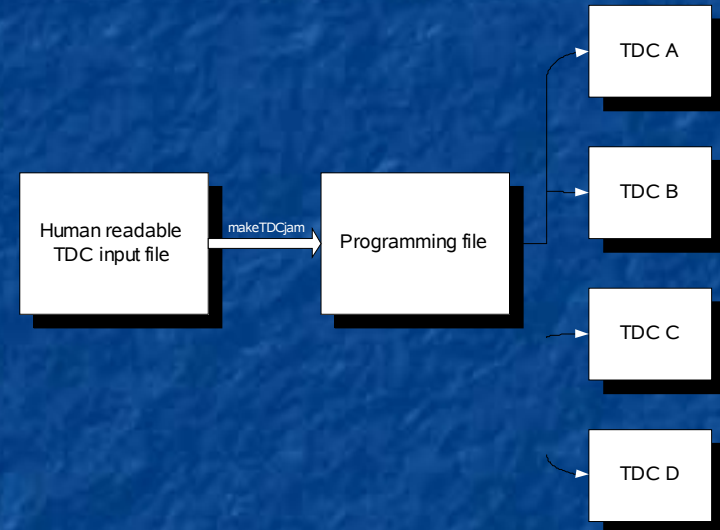 TDC A
TDC B
Human readable
TDC input file
makeTDCjam
Programming file
TDC C
TDC D